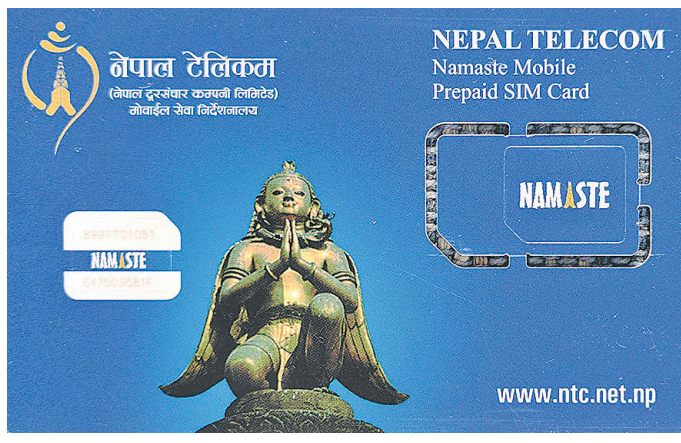 नेपाल टेलिकम
(नेपाल दूरसंचार कम्पनी लिमिटेड)
मोवाईल सेवा निर्देशनालय
NEPAL TELECOM
Namaste Mobile
Prepaid SIM Card
NAMASTE
8997701051
NAMASTE
www.ntc.net.np